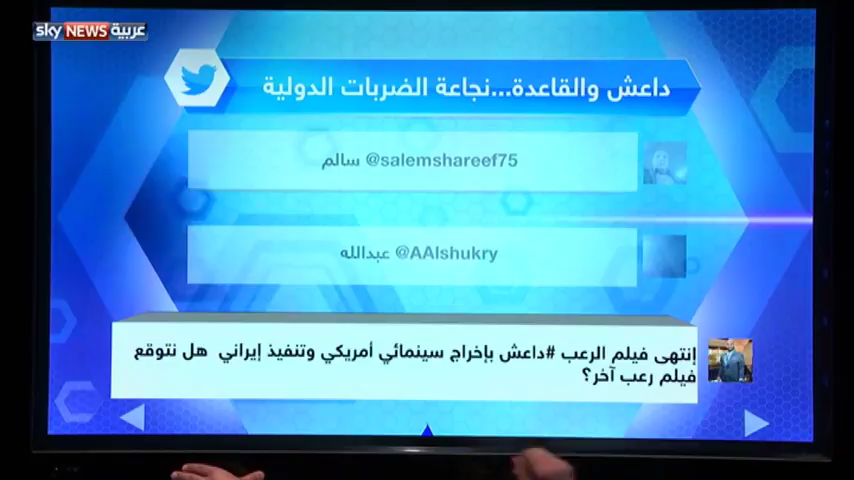 sky NEWS عربية
داعش والقاعدة...نجاعة الضربات الدولية
سالم @salemshareef75
عبدالله @AAlshukry
إنتهى فيلم الرعب #داعش بإخراج سينمائي أمريكي وتنفيذ إيراني هل نتوقع
فيلم رعب آخر؟